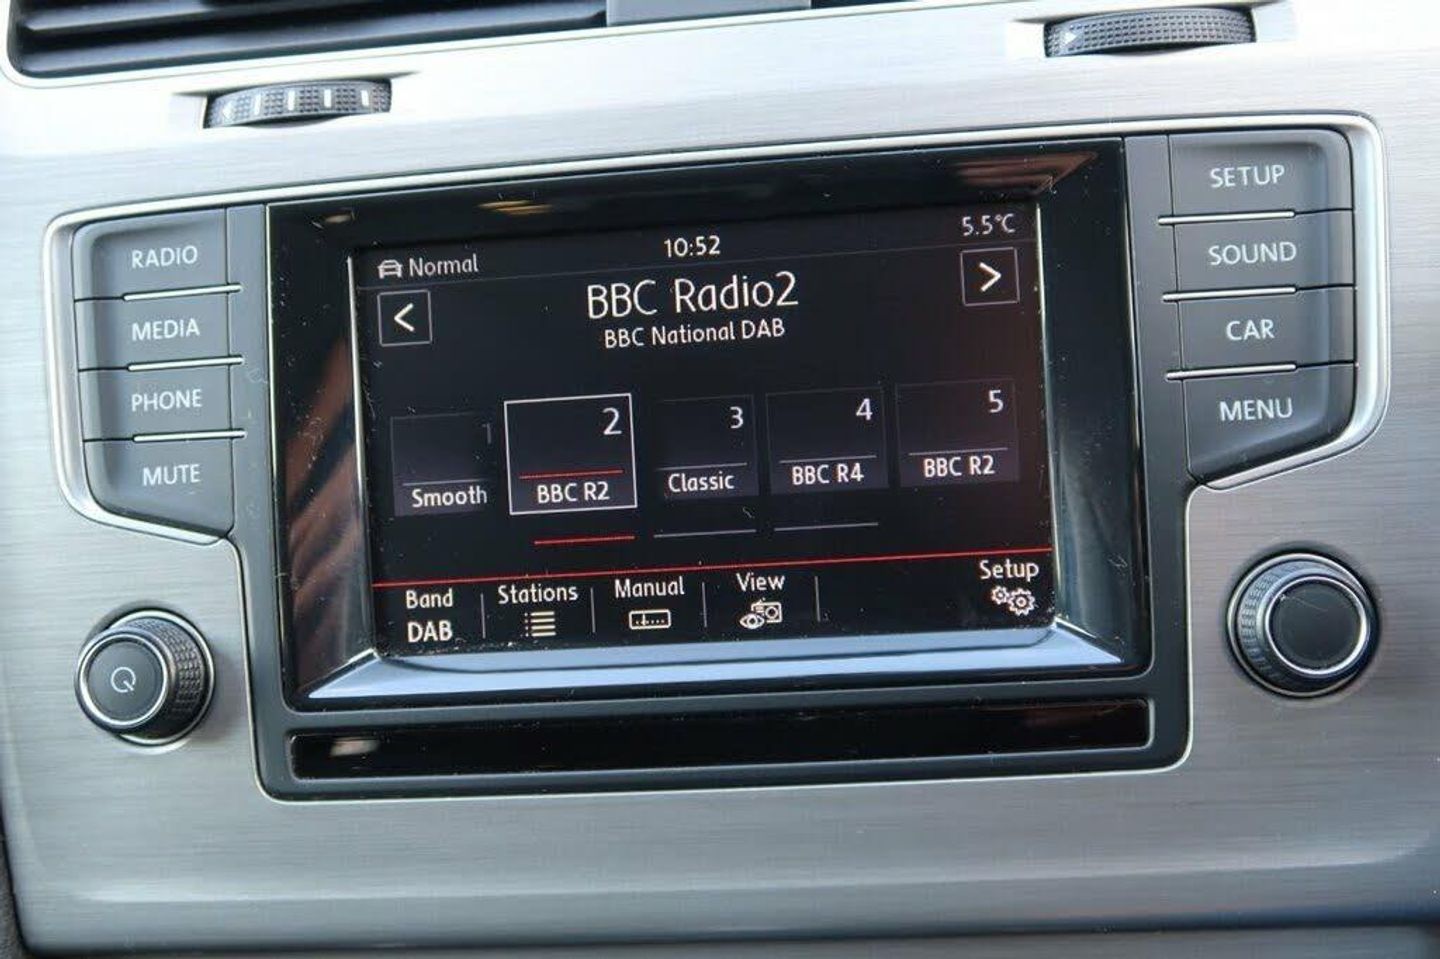 RADIO
MEDIA
PHONE
MUTE
Normal
10:52
5.5°C
<
BBC Radio2
>
BBC National DAB
1
Smooth
2
BBC R2
3
Classic
4
BBC R4
5
BBC R2
Band
DAB
Stations
Manual
View
Setup
SETUP
SOUND
CAR
MENU